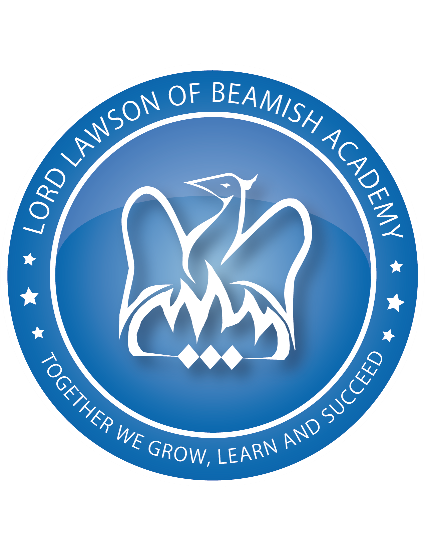 LORD LAWSON OF BEAMISH ACADEMY
TOGETHER WE GROW, LEARN AND SUCCEED